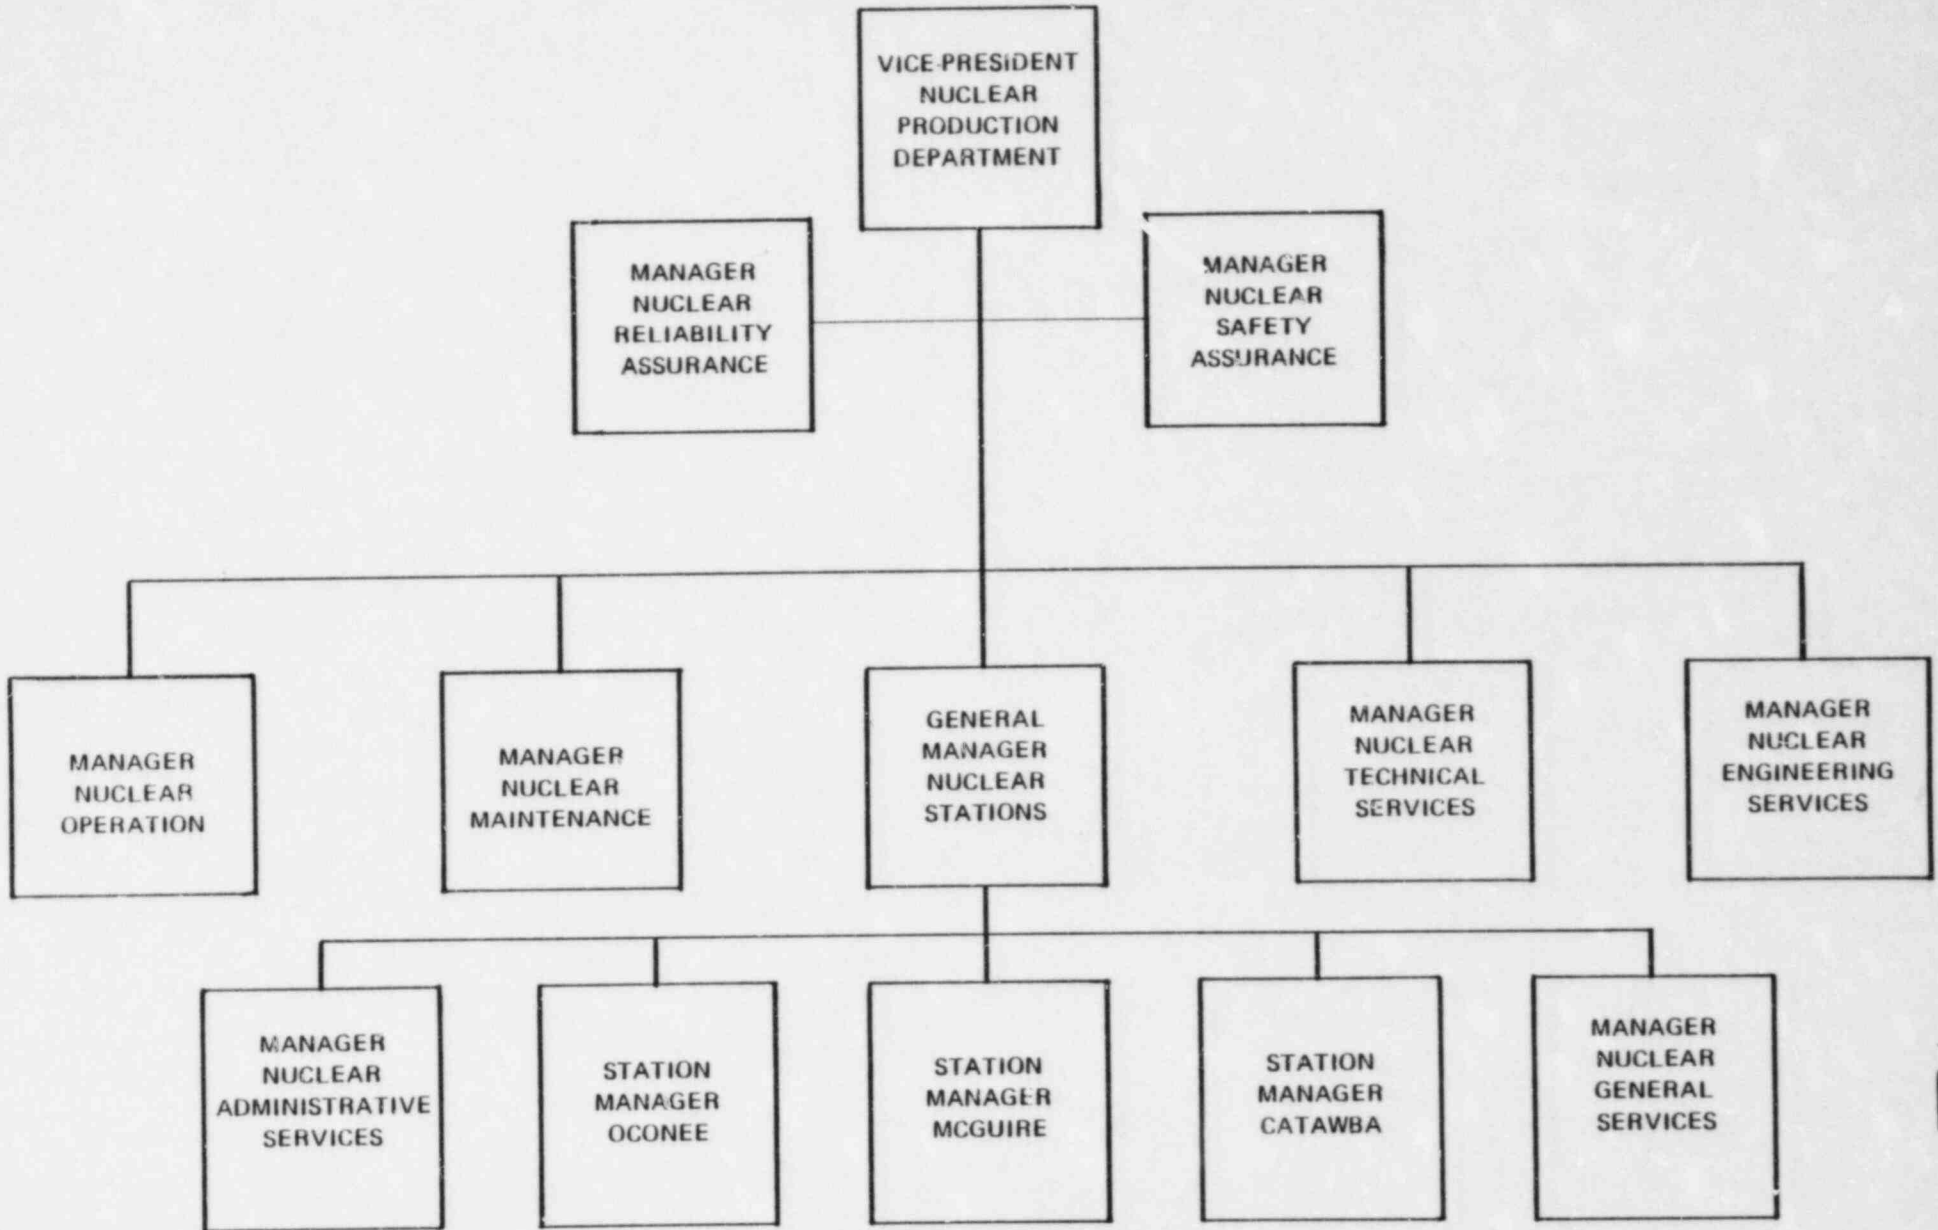 VICE-PRESIDENT
NUCLEAR
PRODUCTION
DEPARTMENT
MANAGER
NUCLEAR
RELIABILITY
ASSURANCE
MANAGER
NUCLEAR
SAFETY
ASSURANCE
MANAGER
NUCLEAR
OPERATION
MANAGER
NUCLEAR
MAINTENANCE
GENERAL
MANAGER
NUCLEAR
STATIONS
MANAGER
NUCLEAR
TECHNICAL
SERVICES
MANAGER
NUCLEAR
ENGINEERING
SERVICES
MANAGER
NUCLEAR
ADMINISTRATIVE
SERVICES
STATION
MANAGER
OCONEE
STATION
MANAGER
MCGUIRE
STATION
MANAGER
CATAWBA
MANAGER
NUCLEAR
GENERAL
SERVICES